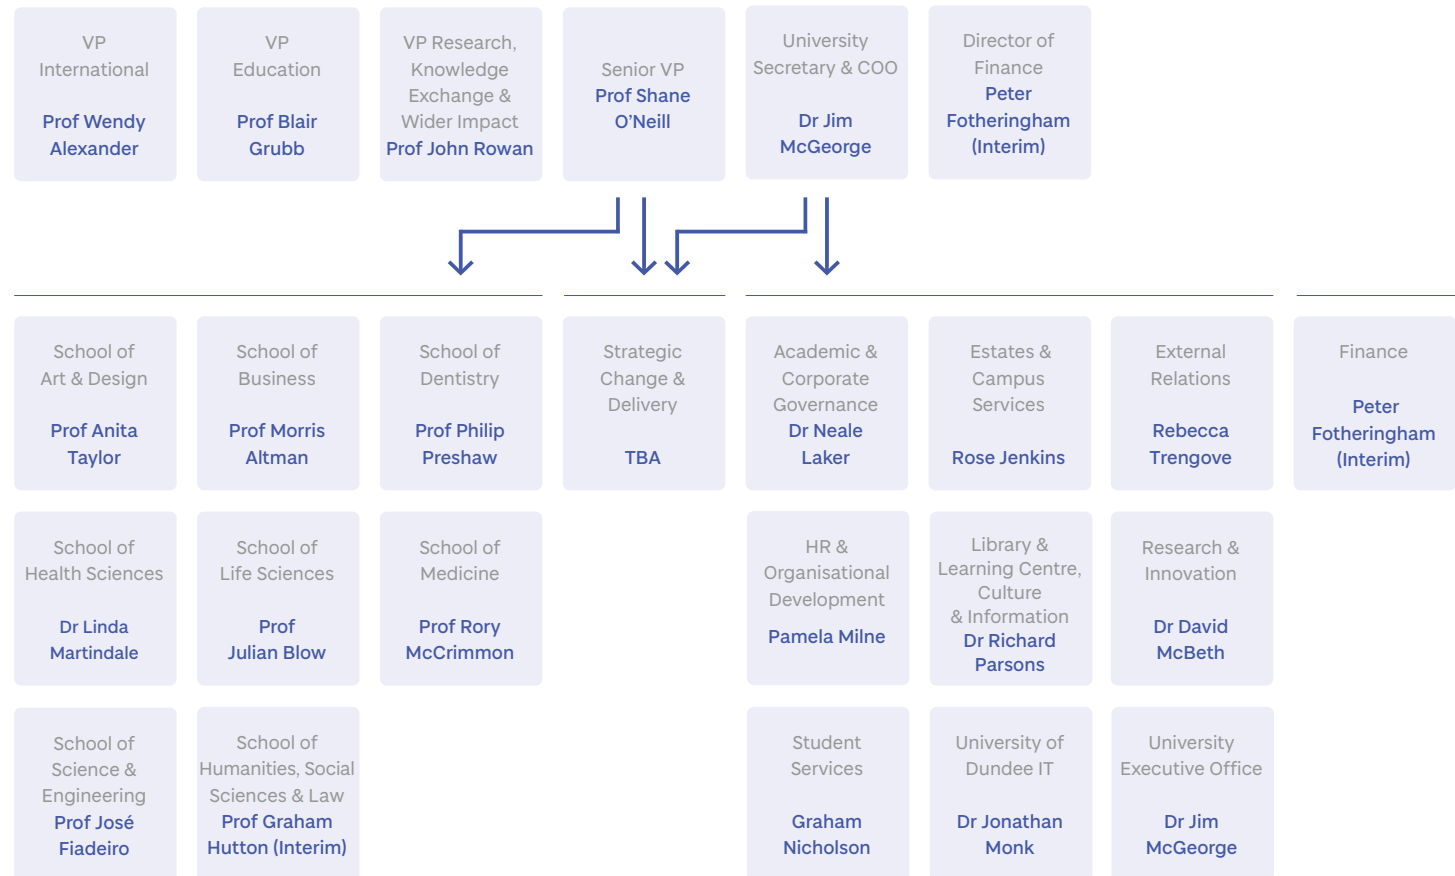 VP
International
Prof Wendy
Alexander
VP
Education
Prof Blair
Grubb
VP Research,
Knowledge
Exchange &
Wider Impact
Prof John Rowan
Senior VP
Prof Shane
O’Neill
University
Secretary & COO
Dr Jim
McGeorge
Director of
Finance
Peter
Fotheringham
(Interim)
School of
Art & Design
Prof Anita
Taylor
School of
Business
Prof Morris
Altman
School of
Dentistry
Prof Philip
Preshaw
Strategic
Change &
Delivery
TBA
Academic &
Corporate
Governance
Dr Neale
Laker
Estates &
Campus
Services
Rose Jenkins
External
Relations
Rebecca
Trengove
Finance
Peter
Fotheringham
(Interim)
School of
Health Sciences
Dr Linda
Martindale
School of
Life Sciences
Prof
Julian Blow
School of
Medicine
Prof Rory
McCrimmon
HR &
Organisational
Development
Pamela Milne
Library &
Learning Centre,
Culture
& Information
Dr Richard
Parsons
Research &
Innovation
Dr David
McBeth
School of
Science &
Engineering
Prof José
Fiadeiro
School of
Humanities, Social
Sciences & Law
Prof Graham
Hutton (Interim)
Student
Services
Graham
Nicholson
University of
Dundee IT
Dr Jonathan
Monk
University
Executive Office
Dr Jim
McGeorge